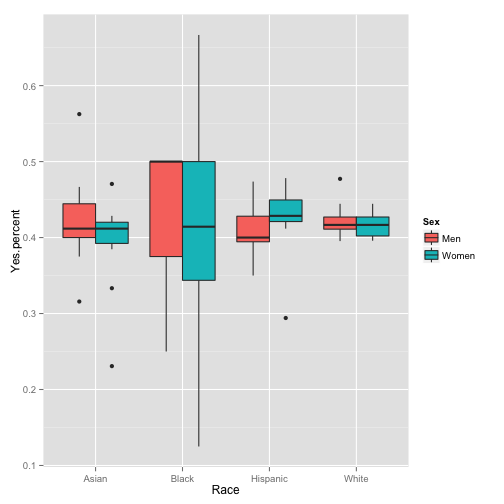 Yes.percent
0.6
0.5
0.4
0.3
0.2
0.1
Asian
Black
Hispanic
White
Race
Sex
Men
Women